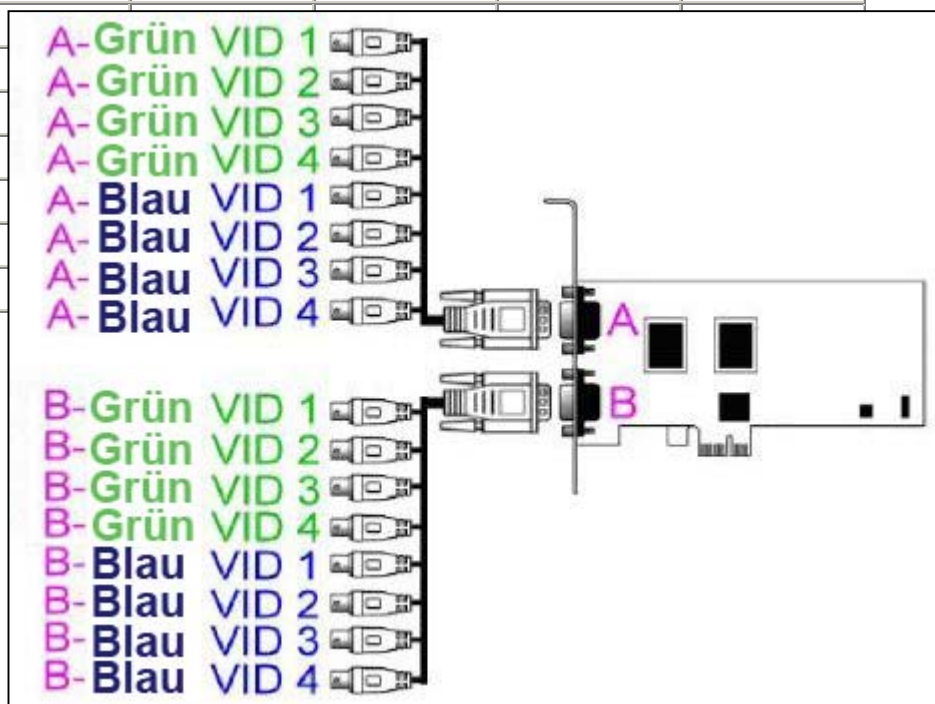 A-Grün VID 1
A-Grün VID 2
A-Grün VID 3
A-Grün VID 4
A-Blau VID 1
A-Blau VID 2
A-Blau VID 3
A-Blau VID 4
A
B
B-Grün VID 1
B-Grün VID 2
B-Grün VID 3
B-Grün VID 4
B-Blau VID 1
B-Blau VID 2
B-Blau VID 3
B-Blau VID 4